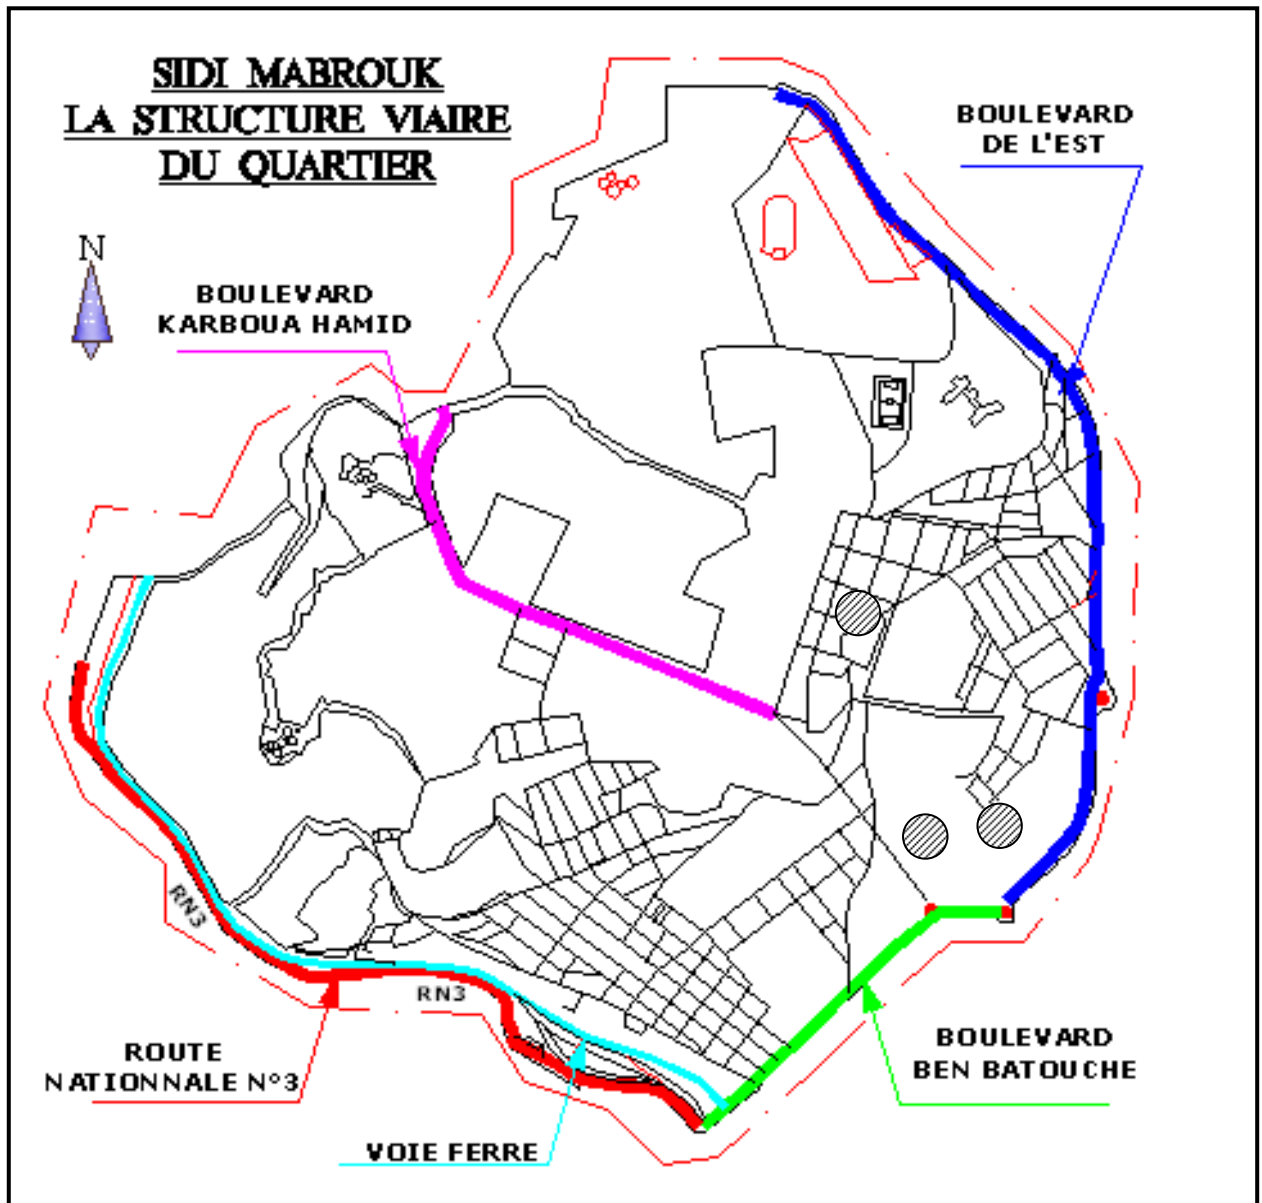 SIDI MABROUK
LA STRUCTURE VIAIRE
DU QUARTIER
BOULEVARD
DE L'EST
N
BOULEVARD
KARBOUA HAMID
RN3
RN3
ROUTE
NATIONNALE N°3
BOULEVARD
BEN BATOUCHE
VOIE FERRE